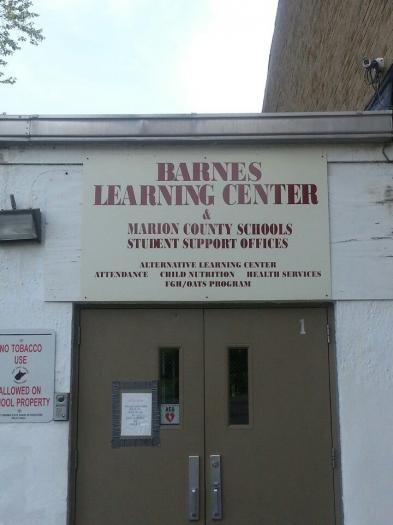 BARNES
LEARNING CENTER
&
MARION COUNTY SCHOOLS
STUDENT SUPPORT OFFICES
ALTERNATIVE LEARNING CENTER
ATTENDANCE CHILD NUTRITION HEALTH SERVICES
FGH/OATS PROGRAM
1
NO TOBACCO
USE
ALLOWED ON
OOL PROPERTY
AED